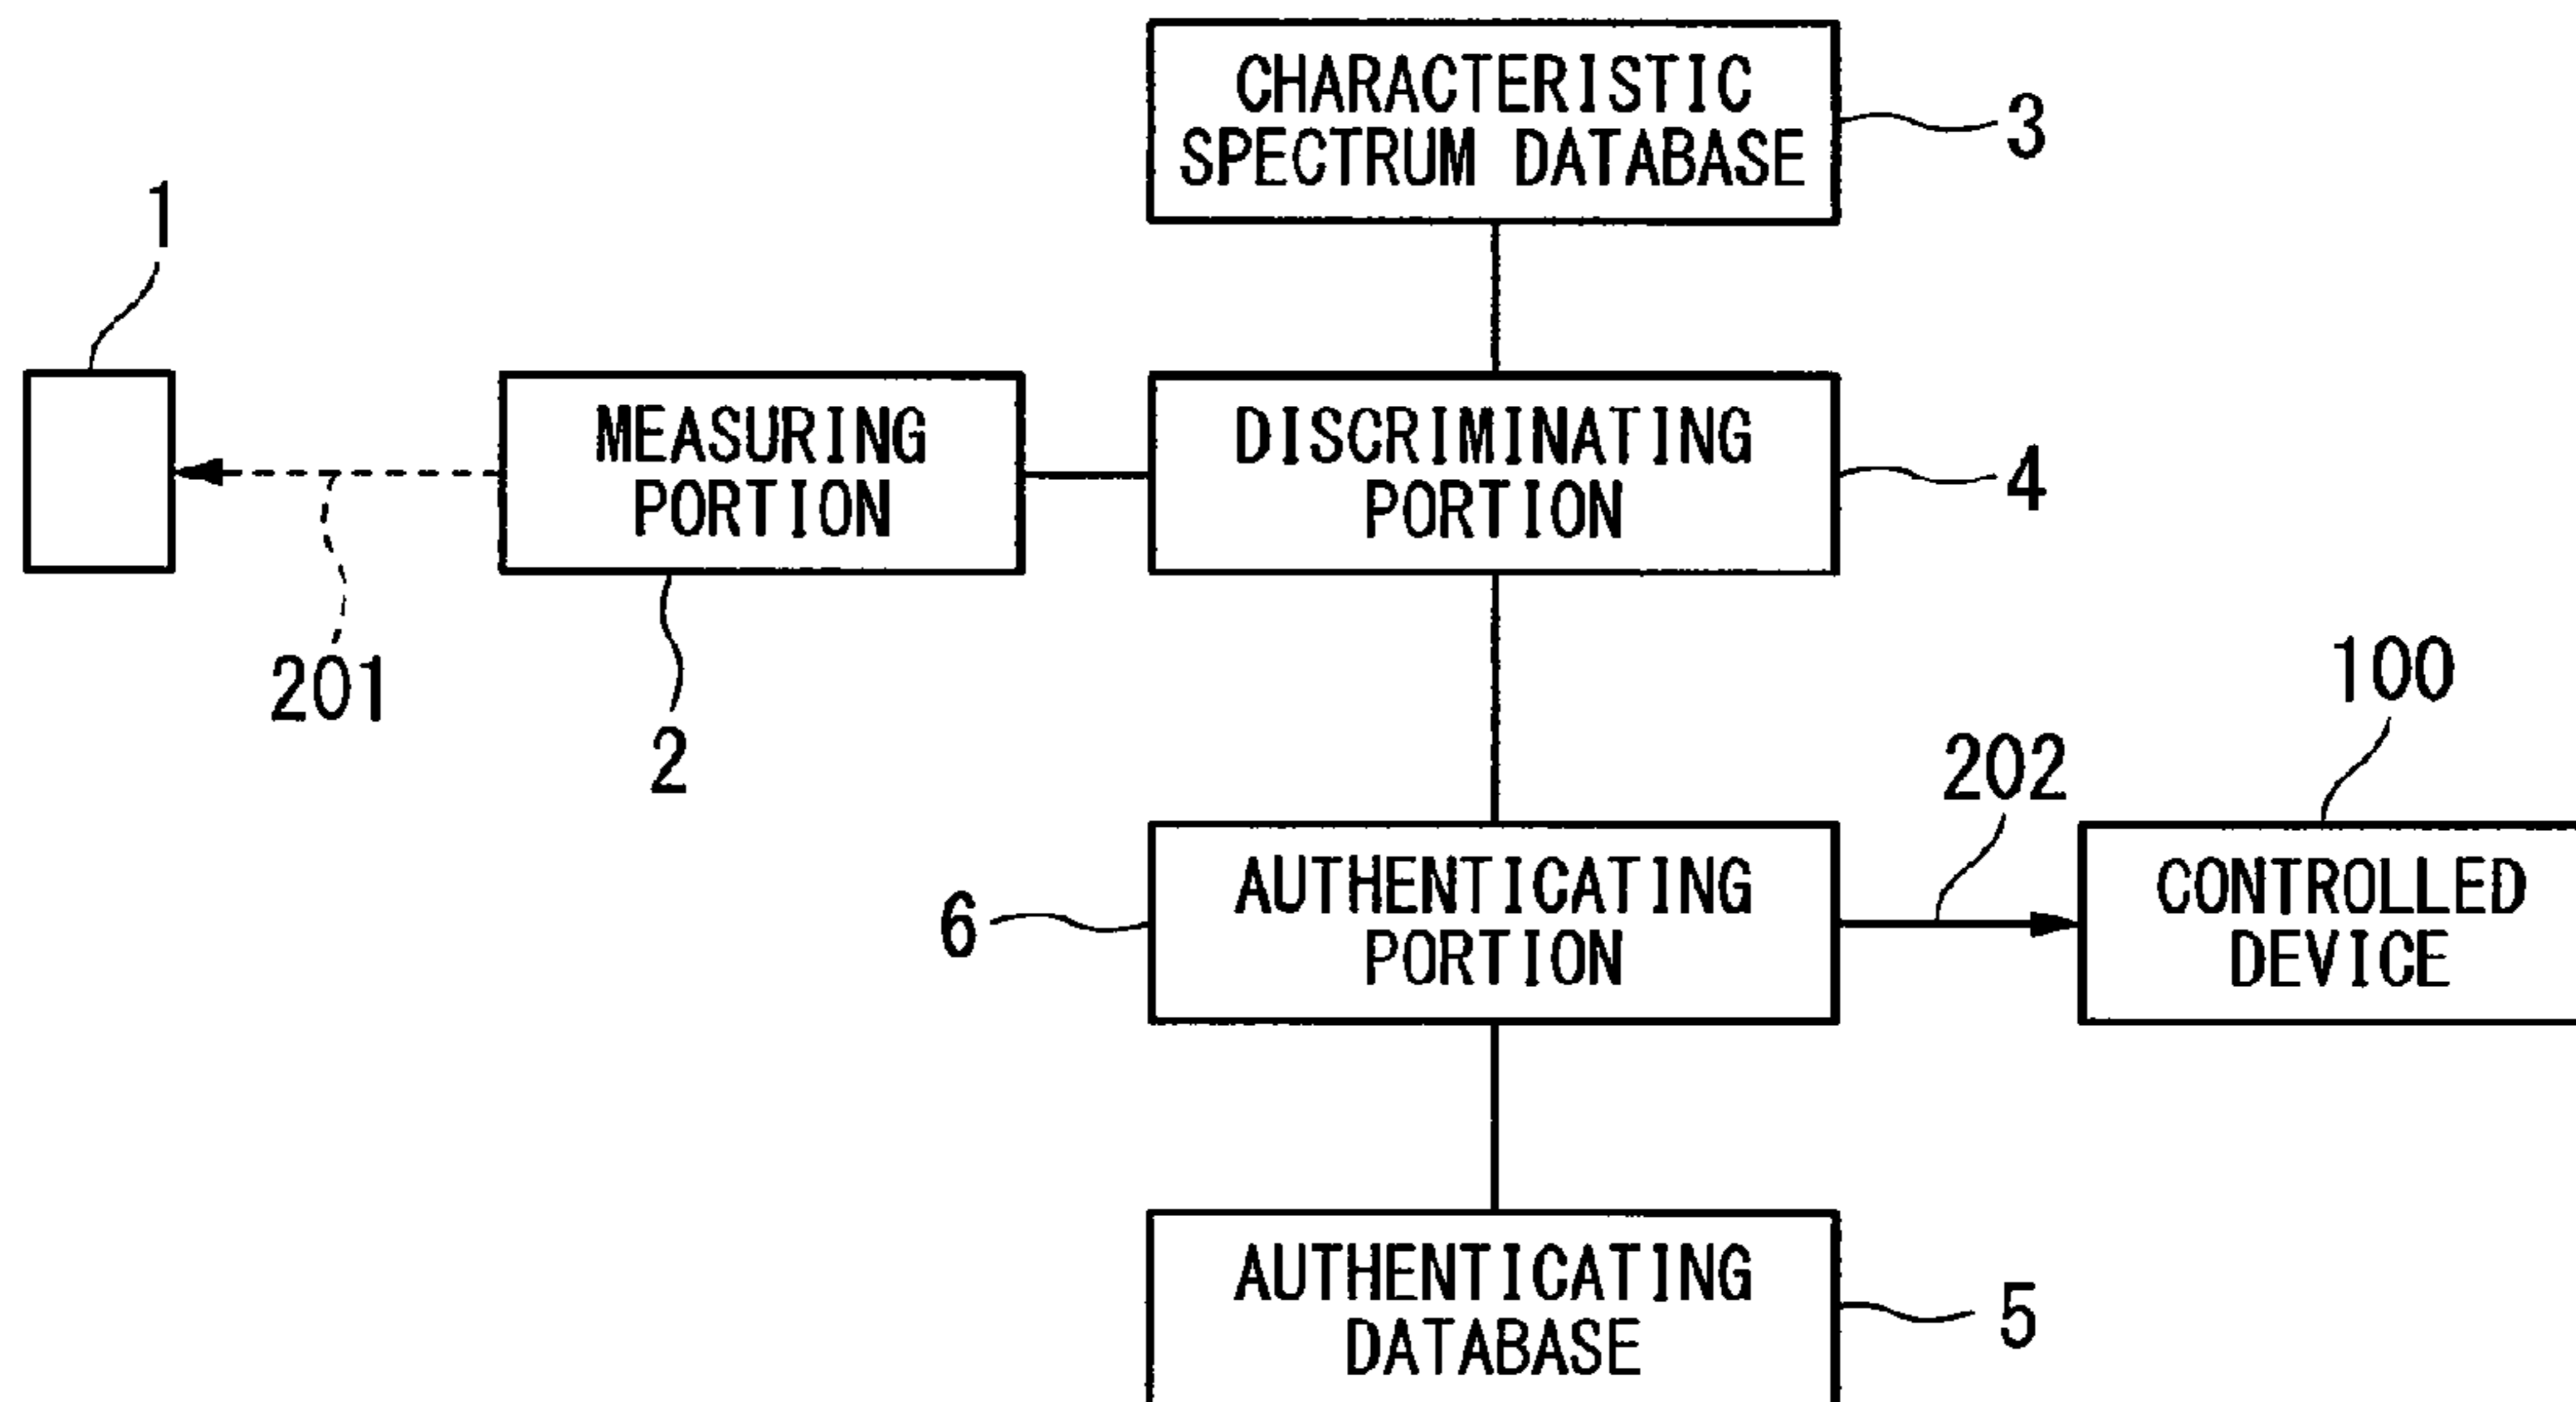 CHARACTERISTIC
SPECTRUM DATABASE
3
1
MEASURING
PORTION
DISCRIMINATING
PORTION
4
201
2
100
202
6
AUTHENTICATING
PORTION
CONTROLLED
DEVICE
AUTHENTICATING
DATABASE
5